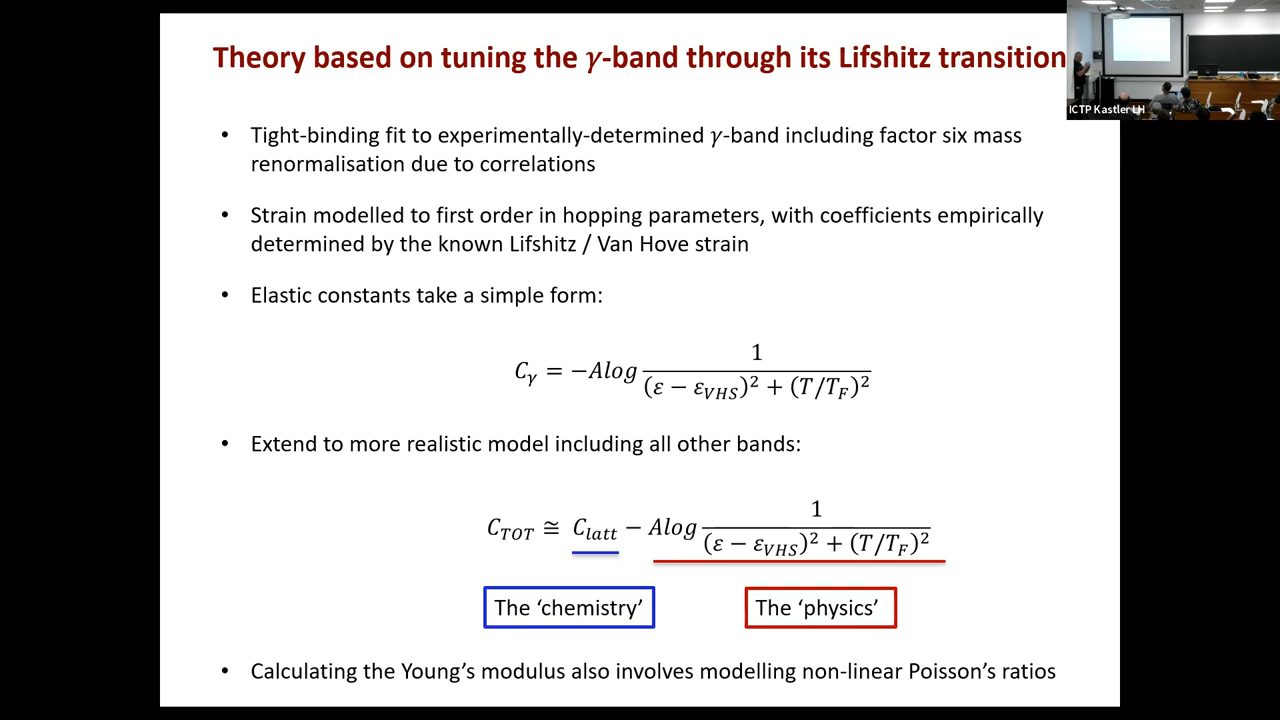 Theory based on tuning the γ-band through its Lifshitz transition
ICTP Kastler LH
• Tight-binding fit to experimentally-determined γ-band including factor six mass
renormalisation due to correlations
• Strain modelled to first order in hopping parameters, with coefficients empirically
determined by the known Lifshitz / Van Hove strain
• Elastic constants take a simple form:
C_γ = −Alog 1/((ε − ε_VHS)² + (T/T_F)²)
• Extend to more realistic model including all other bands:
C_TOT ≅ C_latt − Alog 1/((ε − ε_VHS)² + (T/T_F)²)
The ‘chemistry’
The ‘physics’
• Calculating the Young’s modulus also involves modelling non-linear Poisson’s ratios